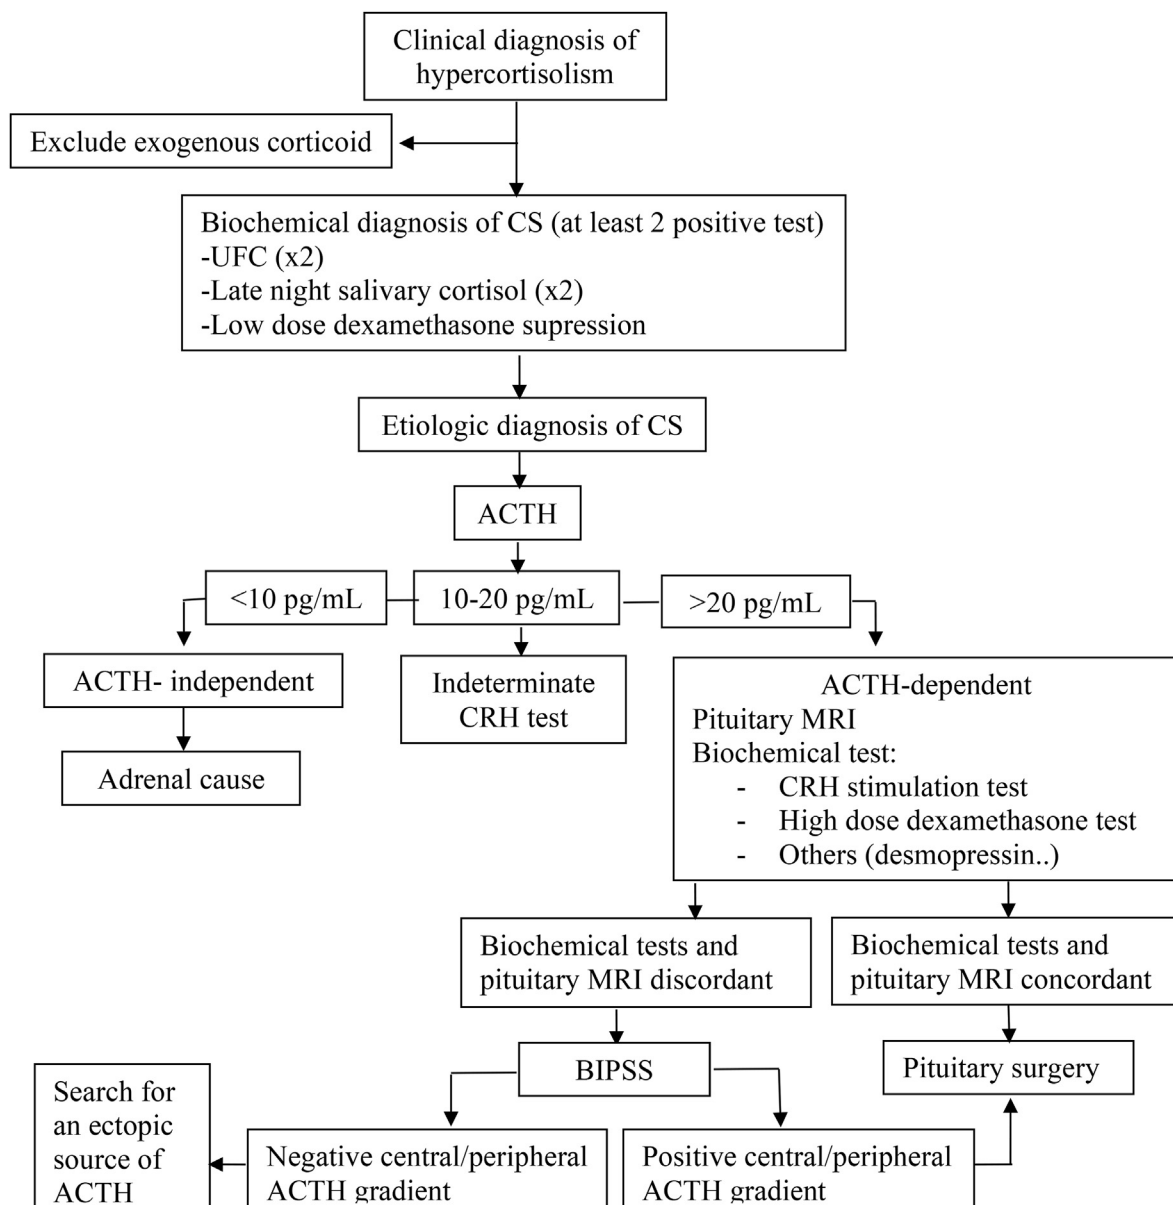 Clinical diagnosis of
hypercortisolism
Exclude exogenous corticoid
Biochemical diagnosis of CS (at least 2 positive test)
-UFC (x2)
-Late night salivary cortisol (x2)
-Low dose dexamethasone supression
Etiologic diagnosis of CS
ACTH
<10 pg/mL
10-20 pg/mL
>20 pg/mL
ACTH- independent
Adrenal cause
Indeterminate
CRH test
ACTH-dependent
Pituitary MRI
Biochemical test:
- CRH stimulation test
- High dose dexamethasone test
- Others (desmopressin..)
Biochemical tests and
pituitary MRI discordant
Biochemical tests and
pituitary MRI concordant
BIPSS
Pituitary surgery
Search for
an ectopic
source of
ACTH
Negative central/peripheral
ACTH gradient
Positive central/peripheral
ACTH gradient